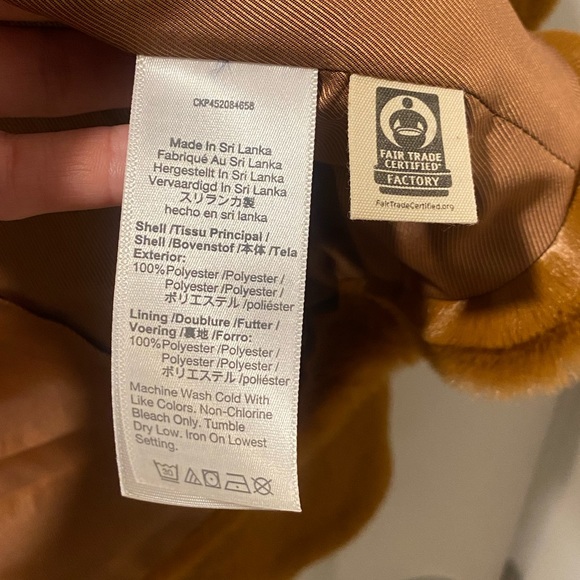 CKP452084658
Made In Sri Lanka
Fabriqué Au Sri Lanka
Hergestellt In Sri Lanka
Vervaardigd In Sri Lanka
スリランカ製
hecho en sri lanka
Shell /Tissu Principal /
Shell /Bovenstof /本体 /Tela
Exterior:
100%Polyester /Polyester /
Polyester /Polyester /
ポリエステル /poliéster
Lining /Doublure /Futter /
Voering /裏地 /Forro:
100%Polyester /Polyester /
Polyester /Polyester /
ポリエステル /poliéster
Machine Wash Cold With
Like Colors. Non-Chlorine
Bleach Only. Tumble
Dry Low. Iron On Lowest
Setting.
30
FAIR TRADE
CERTIFIED
FACTORY
FairTradeCertified.org